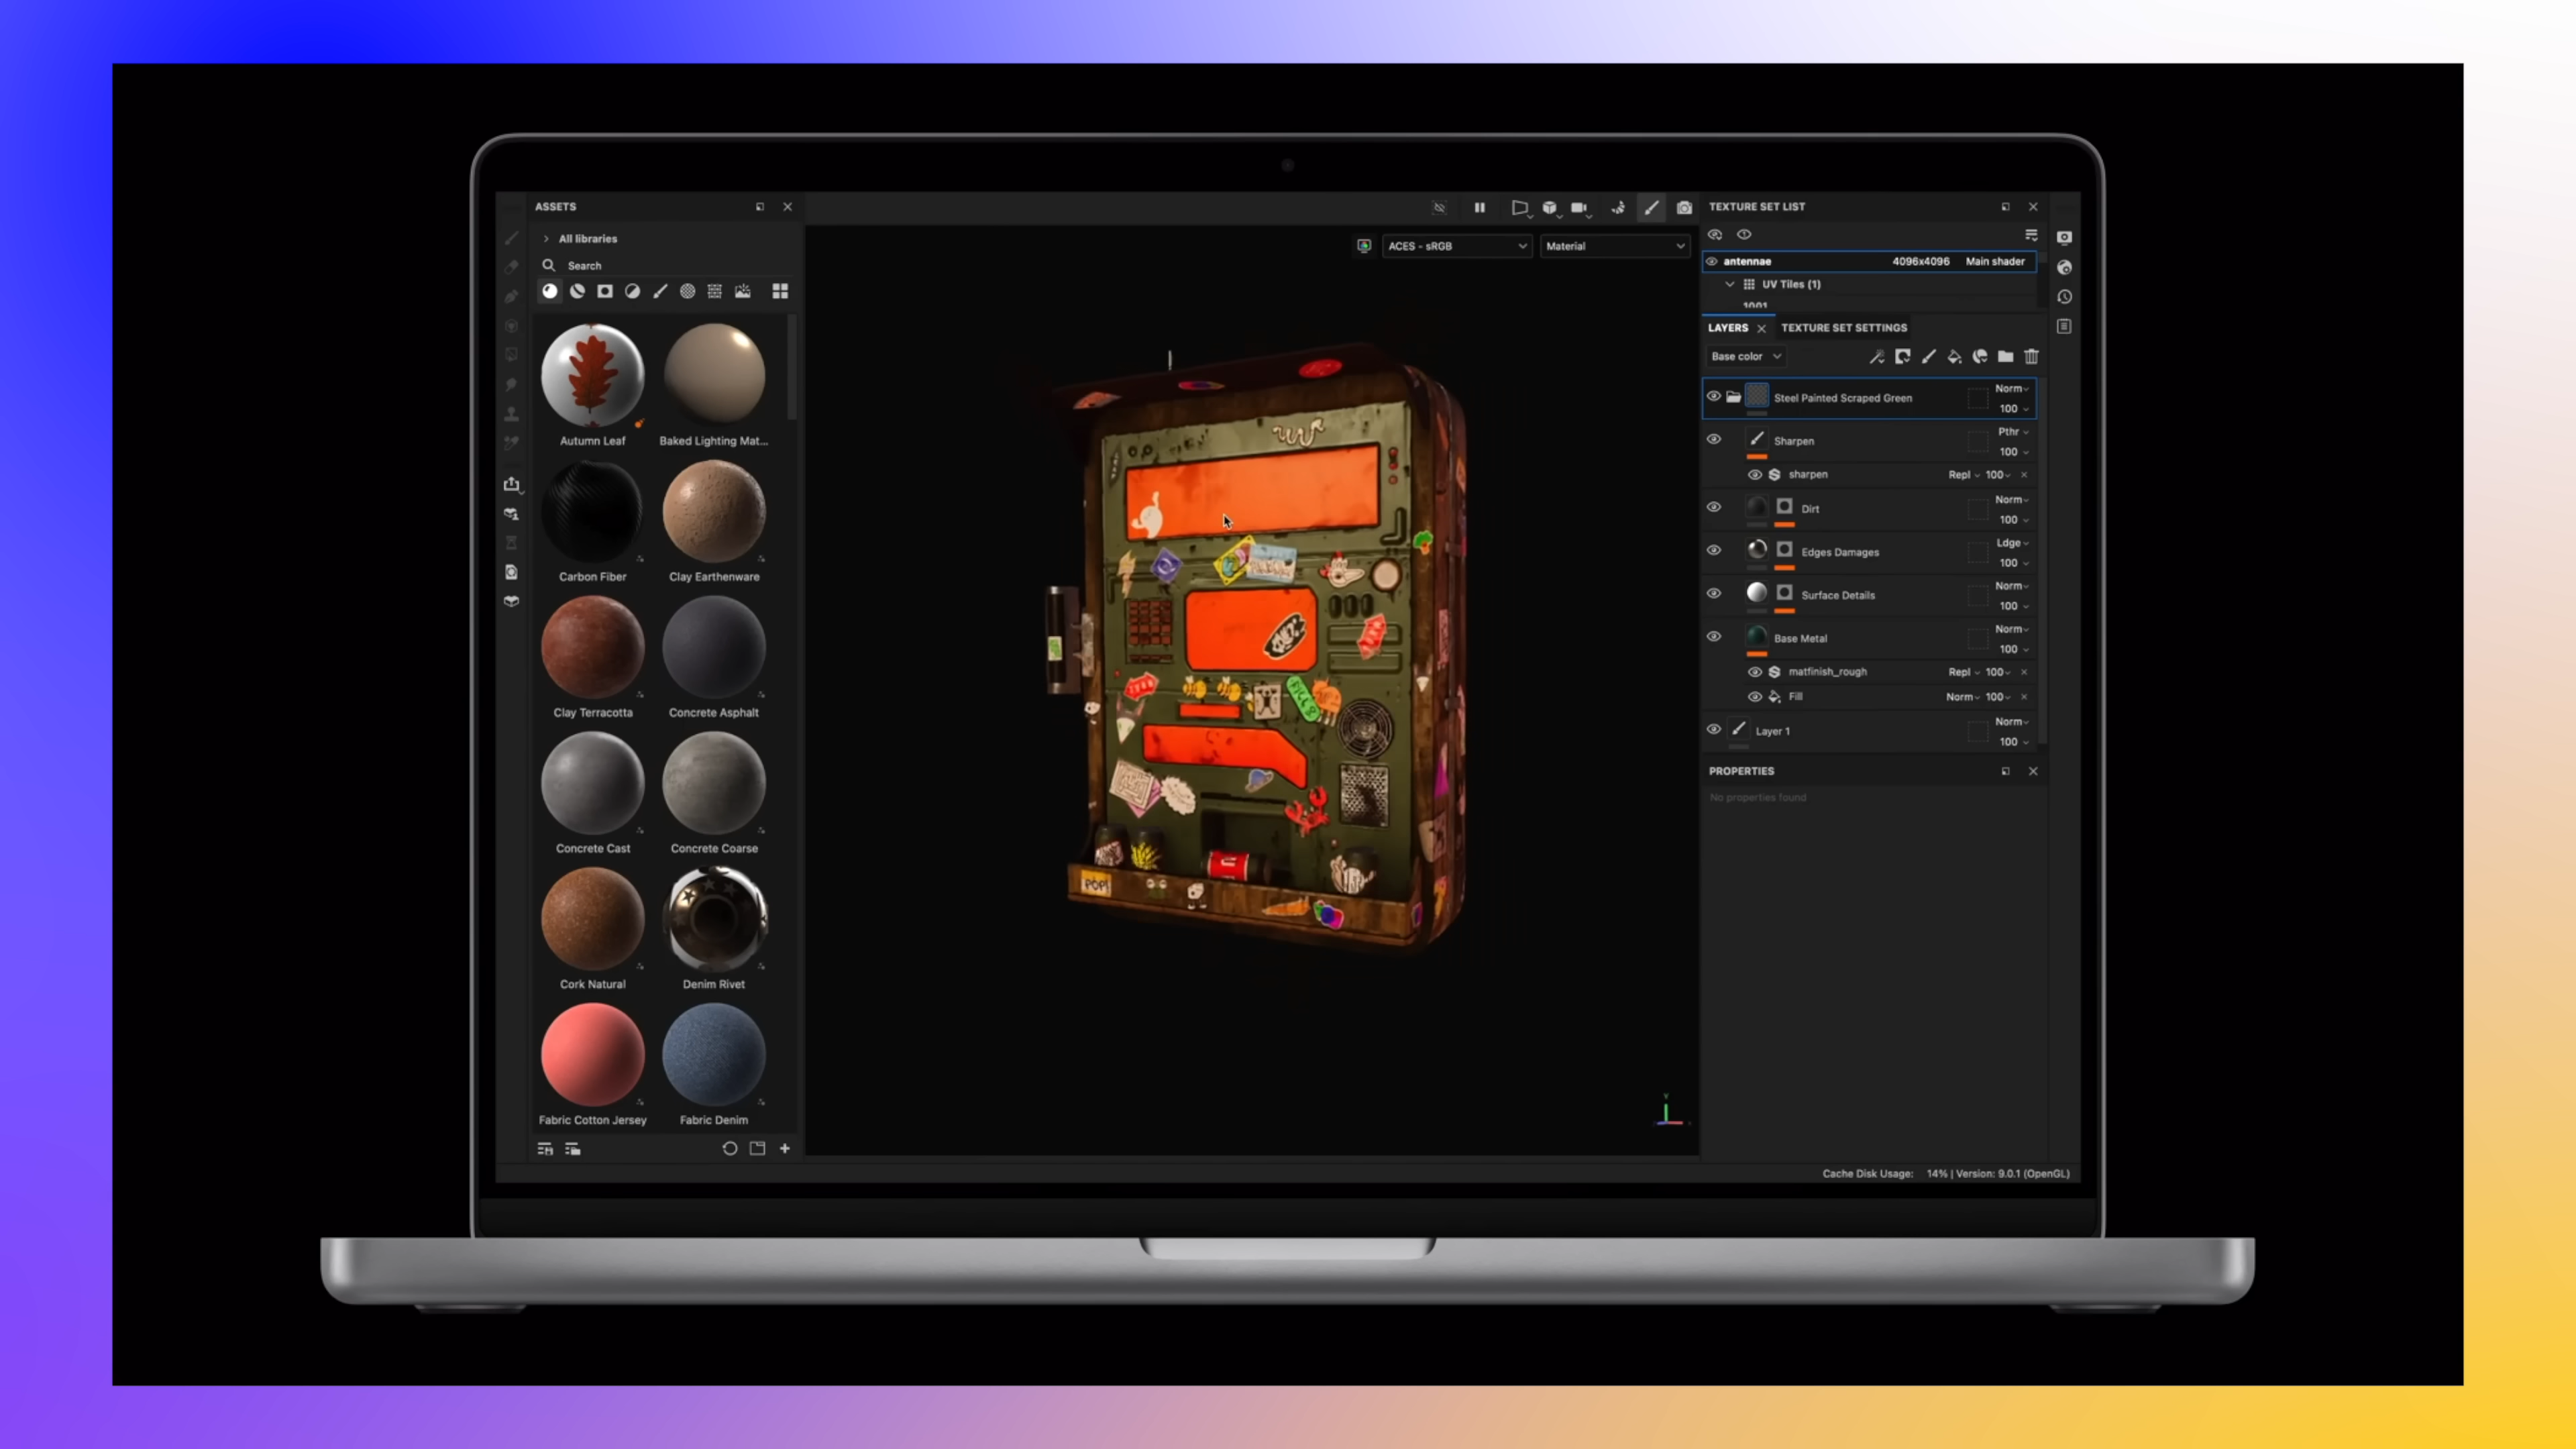 ASSETS
All libraries
Search
Autumn Leaf
Baked Lighting Mat...
Carbon Fiber
Clay Earthenware
Clay Terracotta
Concrete Asphalt
Concrete Cast
Concrete Coarse
Cork Natural
Denim Rivet
Fabric Cotton Jersey
Fabric Denim
ACES - sRGB
Material
POP!
Y
TEXTURE SET LIST
antennae 4096x4096 Main shader
UV Tiles (1)
1001
LAYERS TEXTURE SET SETTINGS
Base color
Steel Painted Scraped Green Norm
100
Sharpen Pthr
100
sharpen Repl 100
Dirt Norm
100
Edges Damages Ldge
100
Surface Details Norm
100
Base Metal Norm
100
matfinish_rough Repl 100
Fill Norm 100
Layer 1 Norm
100
PROPERTIES
No properties found
Cache Disk Usage: 14% | Version: 9.0.1 (OpenGL)